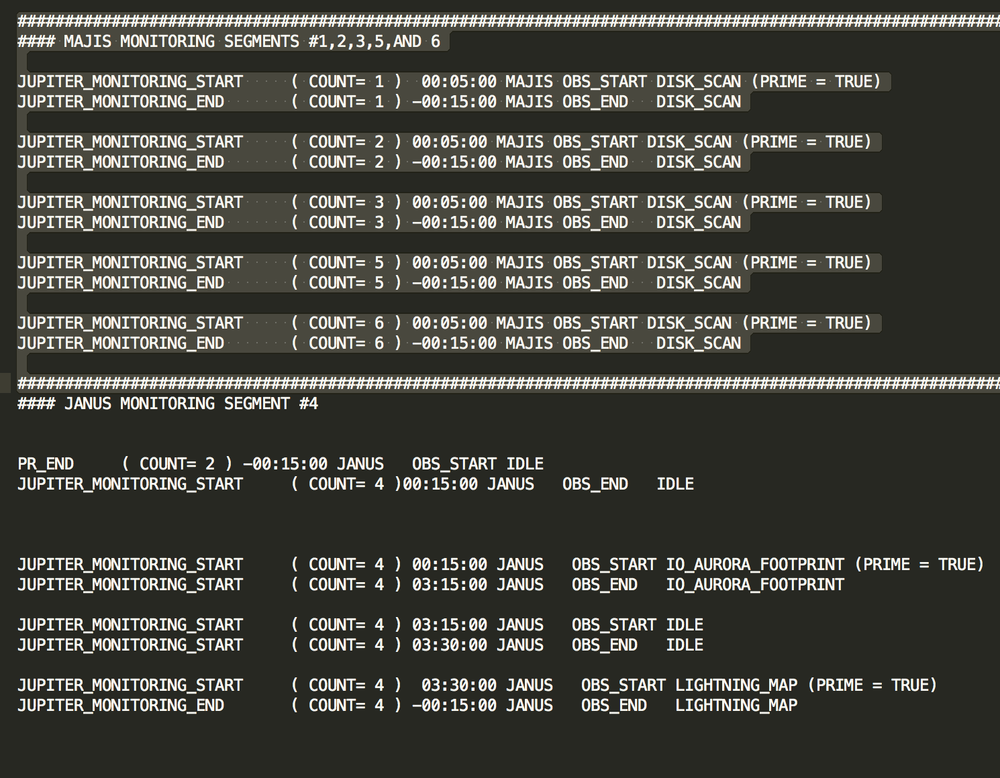 #########################################################################################################
#### MAJIS MONITORING SEGMENTS #1,2,3,5,AND 6
JUPITER_MONITORING_START     ( COUNT= 1 )  00:05:00 MAJIS OBS_START DISK_SCAN (PRIME = TRUE)
JUPITER_MONITORING_END       ( COUNT= 1 ) -00:15:00 MAJIS OBS_END   DISK_SCAN
JUPITER_MONITORING_START     ( COUNT= 2 ) 00:05:00 MAJIS OBS_START DISK_SCAN (PRIME = TRUE)
JUPITER_MONITORING_END       ( COUNT= 2 ) -00:15:00 MAJIS OBS_END   DISK_SCAN
JUPITER_MONITORING_START     ( COUNT= 3 ) 00:05:00 MAJIS OBS_START DISK_SCAN (PRIME = TRUE)
JUPITER_MONITORING_END       ( COUNT= 3 ) -00:15:00 MAJIS OBS_END   DISK_SCAN
JUPITER_MONITORING_START     ( COUNT= 5 ) 00:05:00 MAJIS OBS_START DISK_SCAN (PRIME = TRUE)
JUPITER_MONITORING_END       ( COUNT= 5 ) -00:15:00 MAJIS OBS_END   DISK_SCAN
JUPITER_MONITORING_START     ( COUNT= 6 ) 00:05:00 MAJIS OBS_START DISK_SCAN (PRIME = TRUE)
JUPITER_MONITORING_END       ( COUNT= 6 ) -00:15:00 MAJIS OBS_END   DISK_SCAN
#########################################################################################################
#### JANUS MONITORING SEGMENT #4
PR_END     ( COUNT= 2 ) -00:15:00 JANUS   OBS_START IDLE
JUPITER_MONITORING_START     ( COUNT= 4 )00:15:00 JANUS   OBS_END   IDLE
JUPITER_MONITORING_START     ( COUNT= 4 ) 00:15:00 JANUS   OBS_START IO_AURORA_FOOTPRINT (PRIME = TRUE)
JUPITER_MONITORING_START     ( COUNT= 4 ) 03:15:00 JANUS   OBS_END   IO_AURORA_FOOTPRINT
JUPITER_MONITORING_START     ( COUNT= 4 ) 03:15:00 JANUS   OBS_START IDLE
JUPITER_MONITORING_START     ( COUNT= 4 ) 03:30:00 JANUS   OBS_END   IDLE
JUPITER_MONITORING_START     ( COUNT= 4 )  03:30:00 JANUS   OBS_START LIGHTNING_MAP (PRIME = TRUE)
JUPITER_MONITORING_END       ( COUNT= 4 ) -00:15:00 JANUS   OBS_END   LIGHTNING_MAP